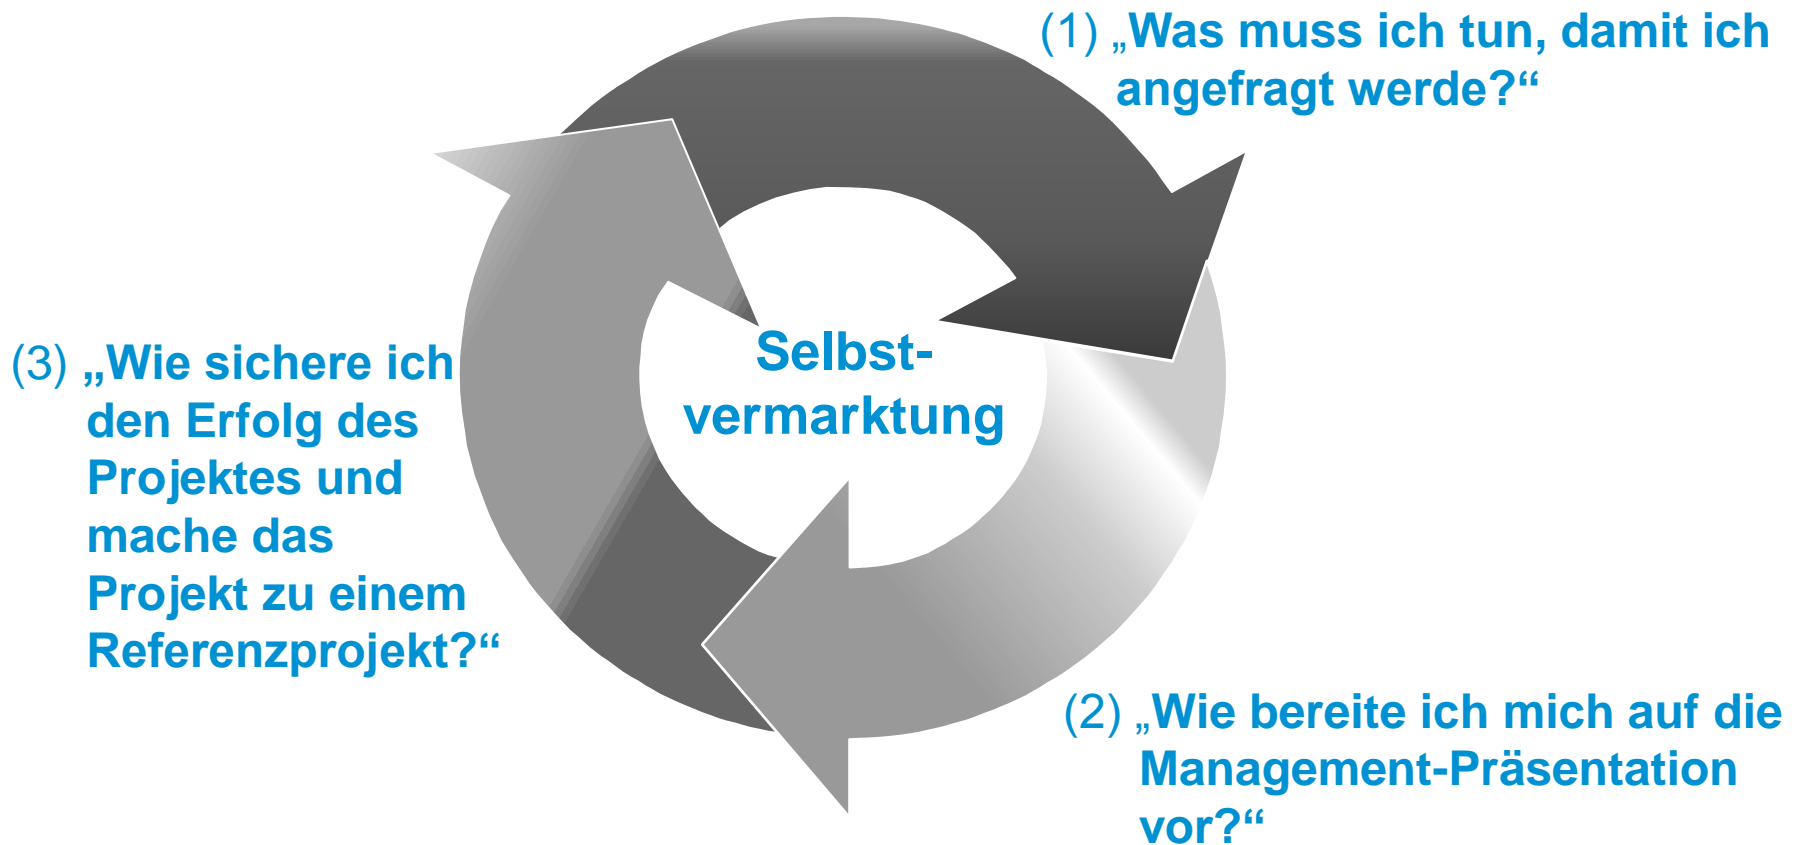 (1) „Was muss ich tun, damit ich
angefragt werde?“
Selbst-
vermarktung
(3) „Wie sichere ich
den Erfolg des
Projektes und
mache das
Projekt zu einem
Referenzprojekt?“
(2) „Wie bereite ich mich auf die
Management-Präsentation
vor?“